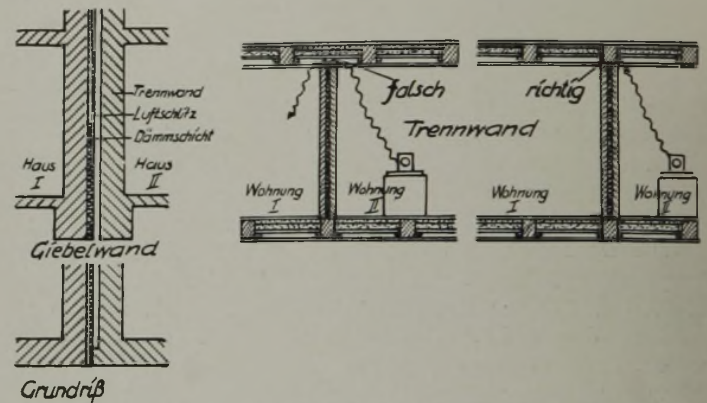 Trennwand
Luftschlitz
Dämmschicht
Haus
I
Haus
II
Giebelwand
Grundriß
falsch
richtig
Trennwand
Wohnung
I
Wohnung
II
Wohnung
I
Wohnung
II